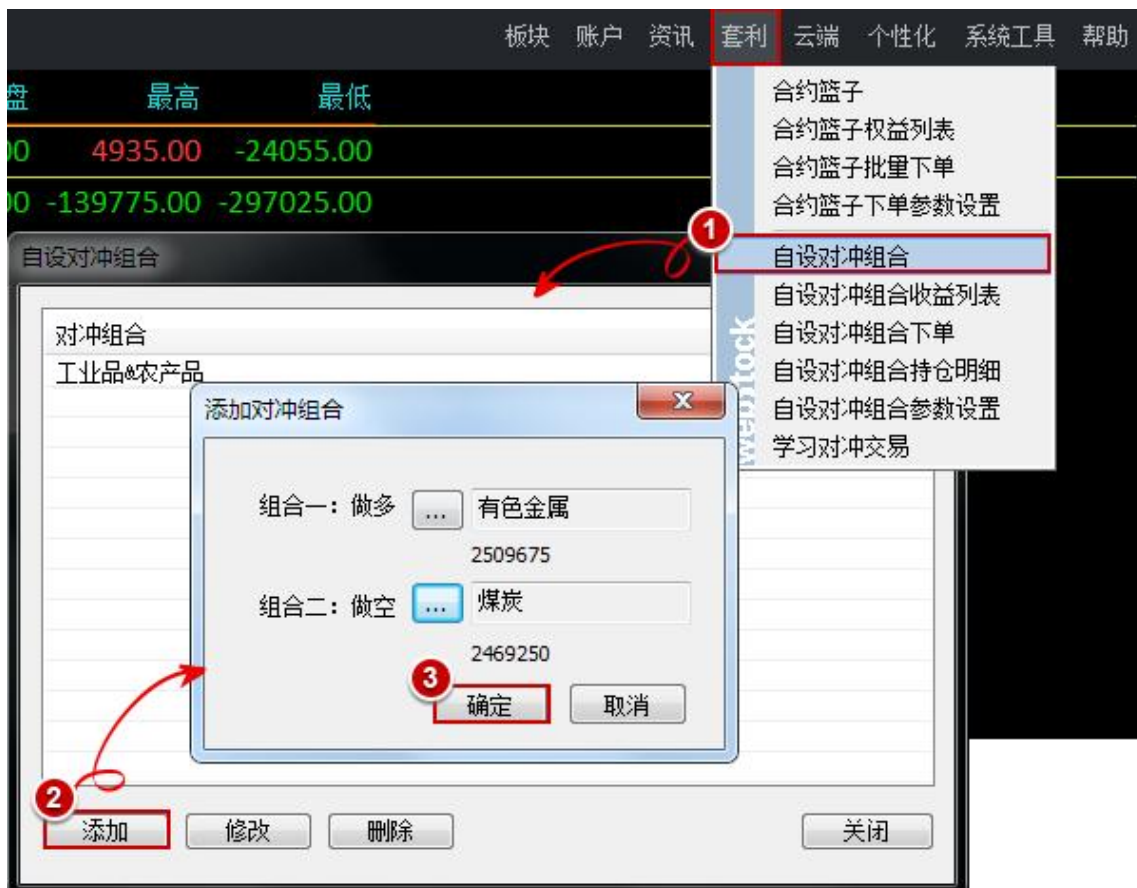 板块 账户 资讯 套利 云端 个性化 系统工具 帮助
盘 最高 最低
00 4935.00 -24055.00
00 -139775.00 -297025.00
合约篮子
合约篮子权益列表
合约篮子批量下单
合约篮子下单参数设置
1
自设对冲组合
自设对冲组合收益列表
自设对冲组合下单
自设对冲组合持仓明细
自设对冲组合参数设置
学习对冲交易
自设对冲组合
对冲组合
工业品&农产品
添加对冲组合
组合一：做多 ... 有色金属
2509675
组合二：做空 ... 煤炭
2469250
3
确定 取消
2
添加 修改 删除 关闭